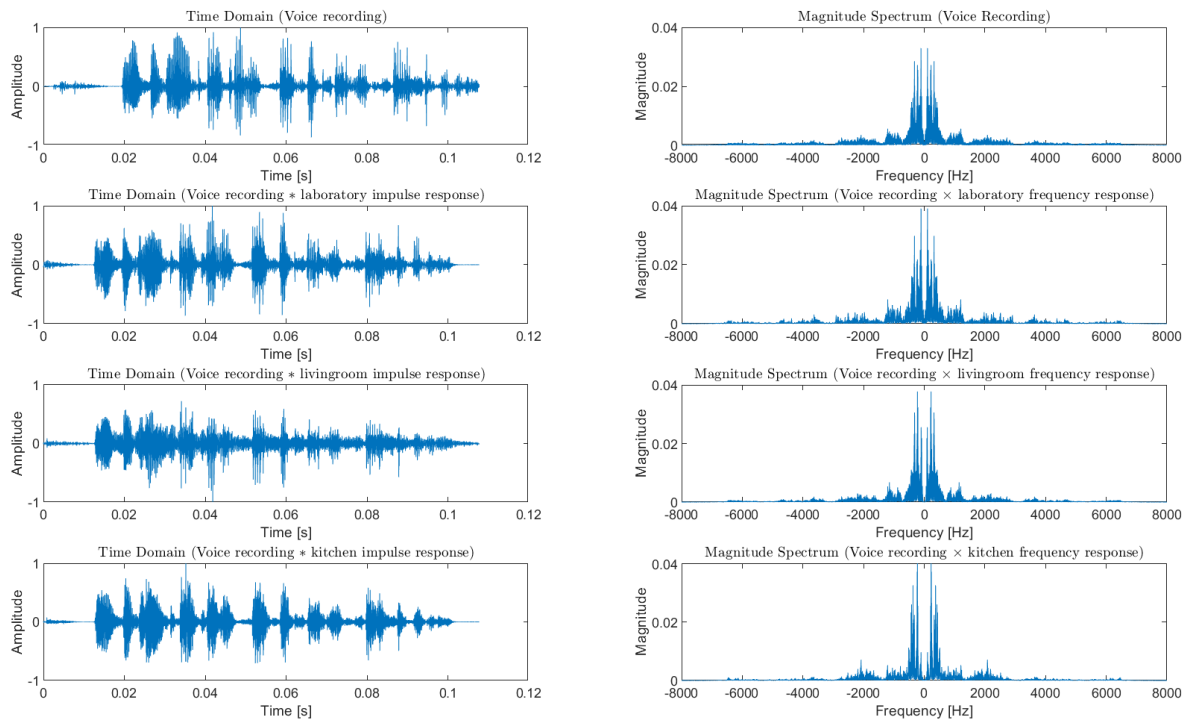 Time Domain (Voice recording)
Amplitude
1
0
-1
0 0.02 0.04 0.06 0.08 0.1 0.12
Time [s]
Magnitude Spectrum (Voice Recording)
Magnitude
0.04
0.02
0
-8000 -6000 -4000 -2000 0 2000 4000 6000 8000
Frequency [Hz]
Time Domain (Voice recording * laboratory impulse response)
Amplitude
1
0
-1
0 0.02 0.04 0.06 0.08 0.1 0.12
Time [s]
Magnitude Spectrum (Voice recording × laboratory frequency response)
Magnitude
0.04
0.02
0
-8000 -6000 -4000 -2000 0 2000 4000 6000 8000
Frequency [Hz]
Time Domain (Voice recording * livingroom impulse response)
Amplitude
1
0
-1
0 0.02 0.04 0.06 0.08 0.1 0.12
Time [s]
Magnitude Spectrum (Voice recording × livingroom frequency response)
Magnitude
0.04
0.02
0
-8000 -6000 -4000 -2000 0 2000 4000 6000 8000
Frequency [Hz]
Time Domain (Voice recording * kitchen impulse response)
Amplitude
1
0
-1
0 0.02 0.04 0.06 0.08 0.1 0.12
Time [s]
Magnitude Spectrum (Voice recording × kitchen frequency response)
Magnitude
0.04
0.02
0
-8000 -6000 -4000 -2000 0 2000 4000 6000 8000
Frequency [Hz]